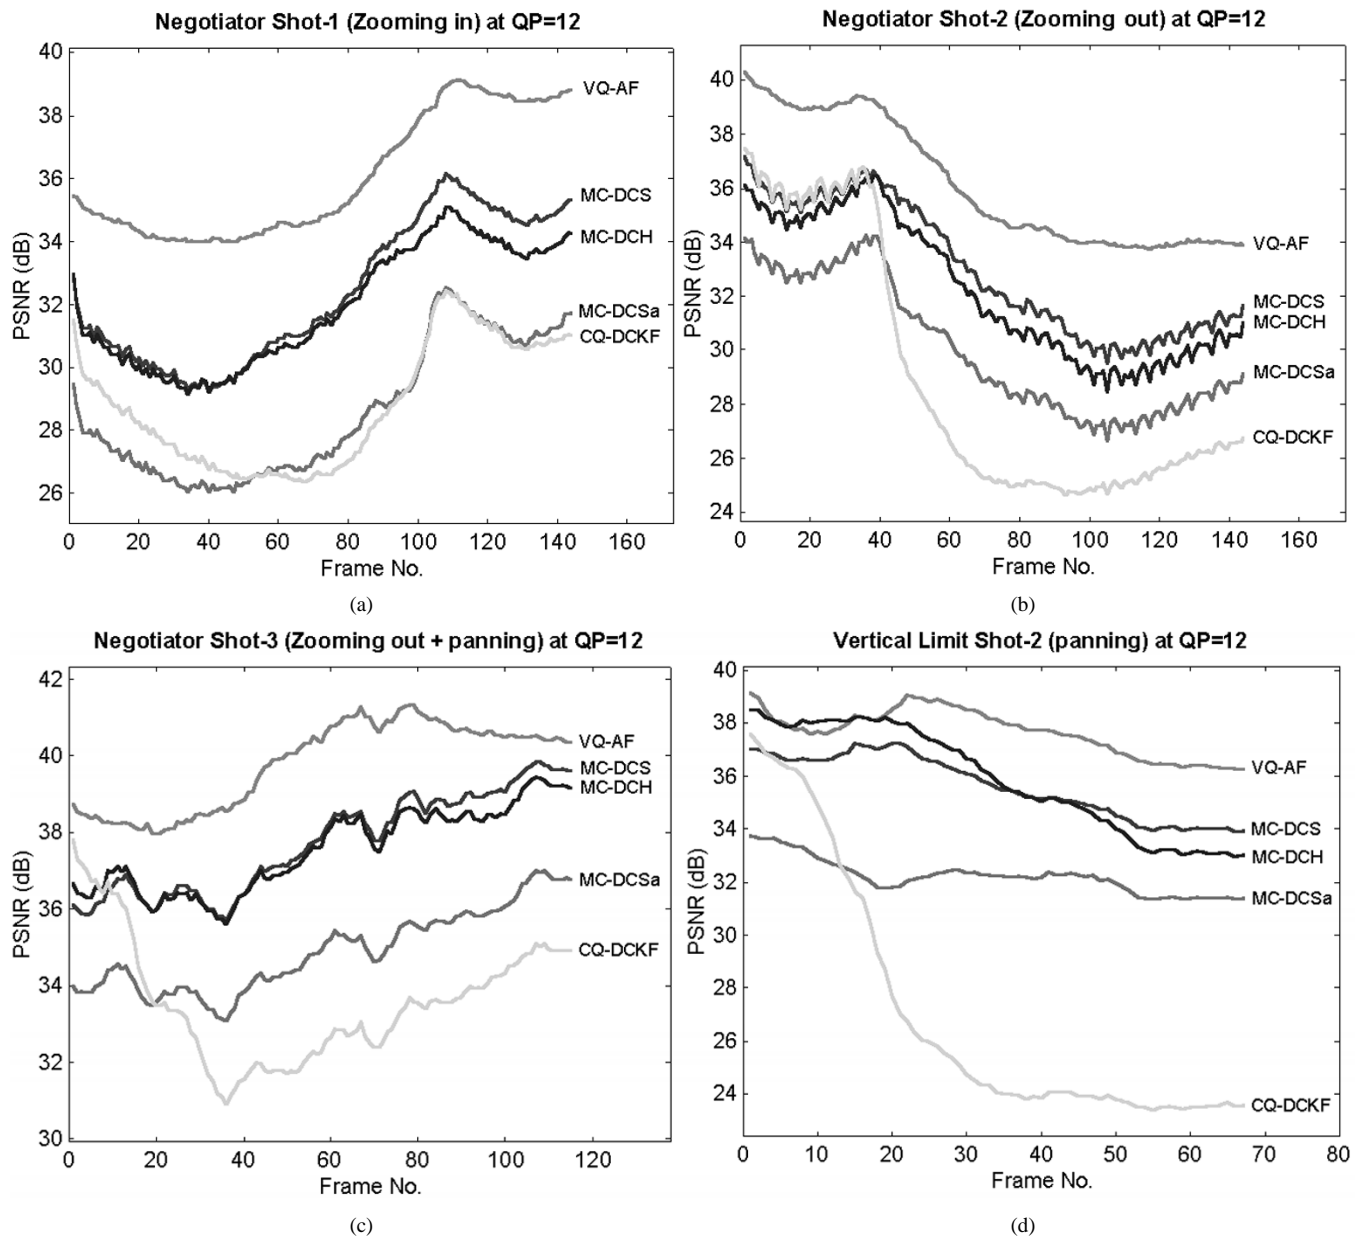 Negotiator Shot-1 (Zooming in) at QP=12
40
38
36
34
32
30
28
26
PSNR (dB)
VQ-AF
MC-DCS
MC-DCH
MC-DCSa
CQ-DCKF
0 20 40 60 80 100 120 140 160
Frame No.
(a)
Negotiator Shot-2 (Zooming out) at QP=12
40
38
36
34
32
30
28
26
24
PSNR (dB)
VQ-AF
MC-DCS
MC-DCH
MC-DCSa
CQ-DCKF
0 20 40 60 80 100 120 140 160
Frame No.
(b)
Negotiator Shot-3 (Zooming out + panning) at QP=12
42
40
38
36
34
32
30
PSNR (dB)
VQ-AF
MC-DCS
MC-DCH
MC-DCSa
CQ-DCKF
0 20 40 60 80 100 120
Frame No.
(c)
Vertical Limit Shot-2 (panning) at QP=12
40
38
36
34
32
30
28
26
24
PSNR (dB)
VQ-AF
MC-DCS
MC-DCH
MC-DCSa
CQ-DCKF
0 10 20 30 40 50 60 70 80
Frame No.
(d)